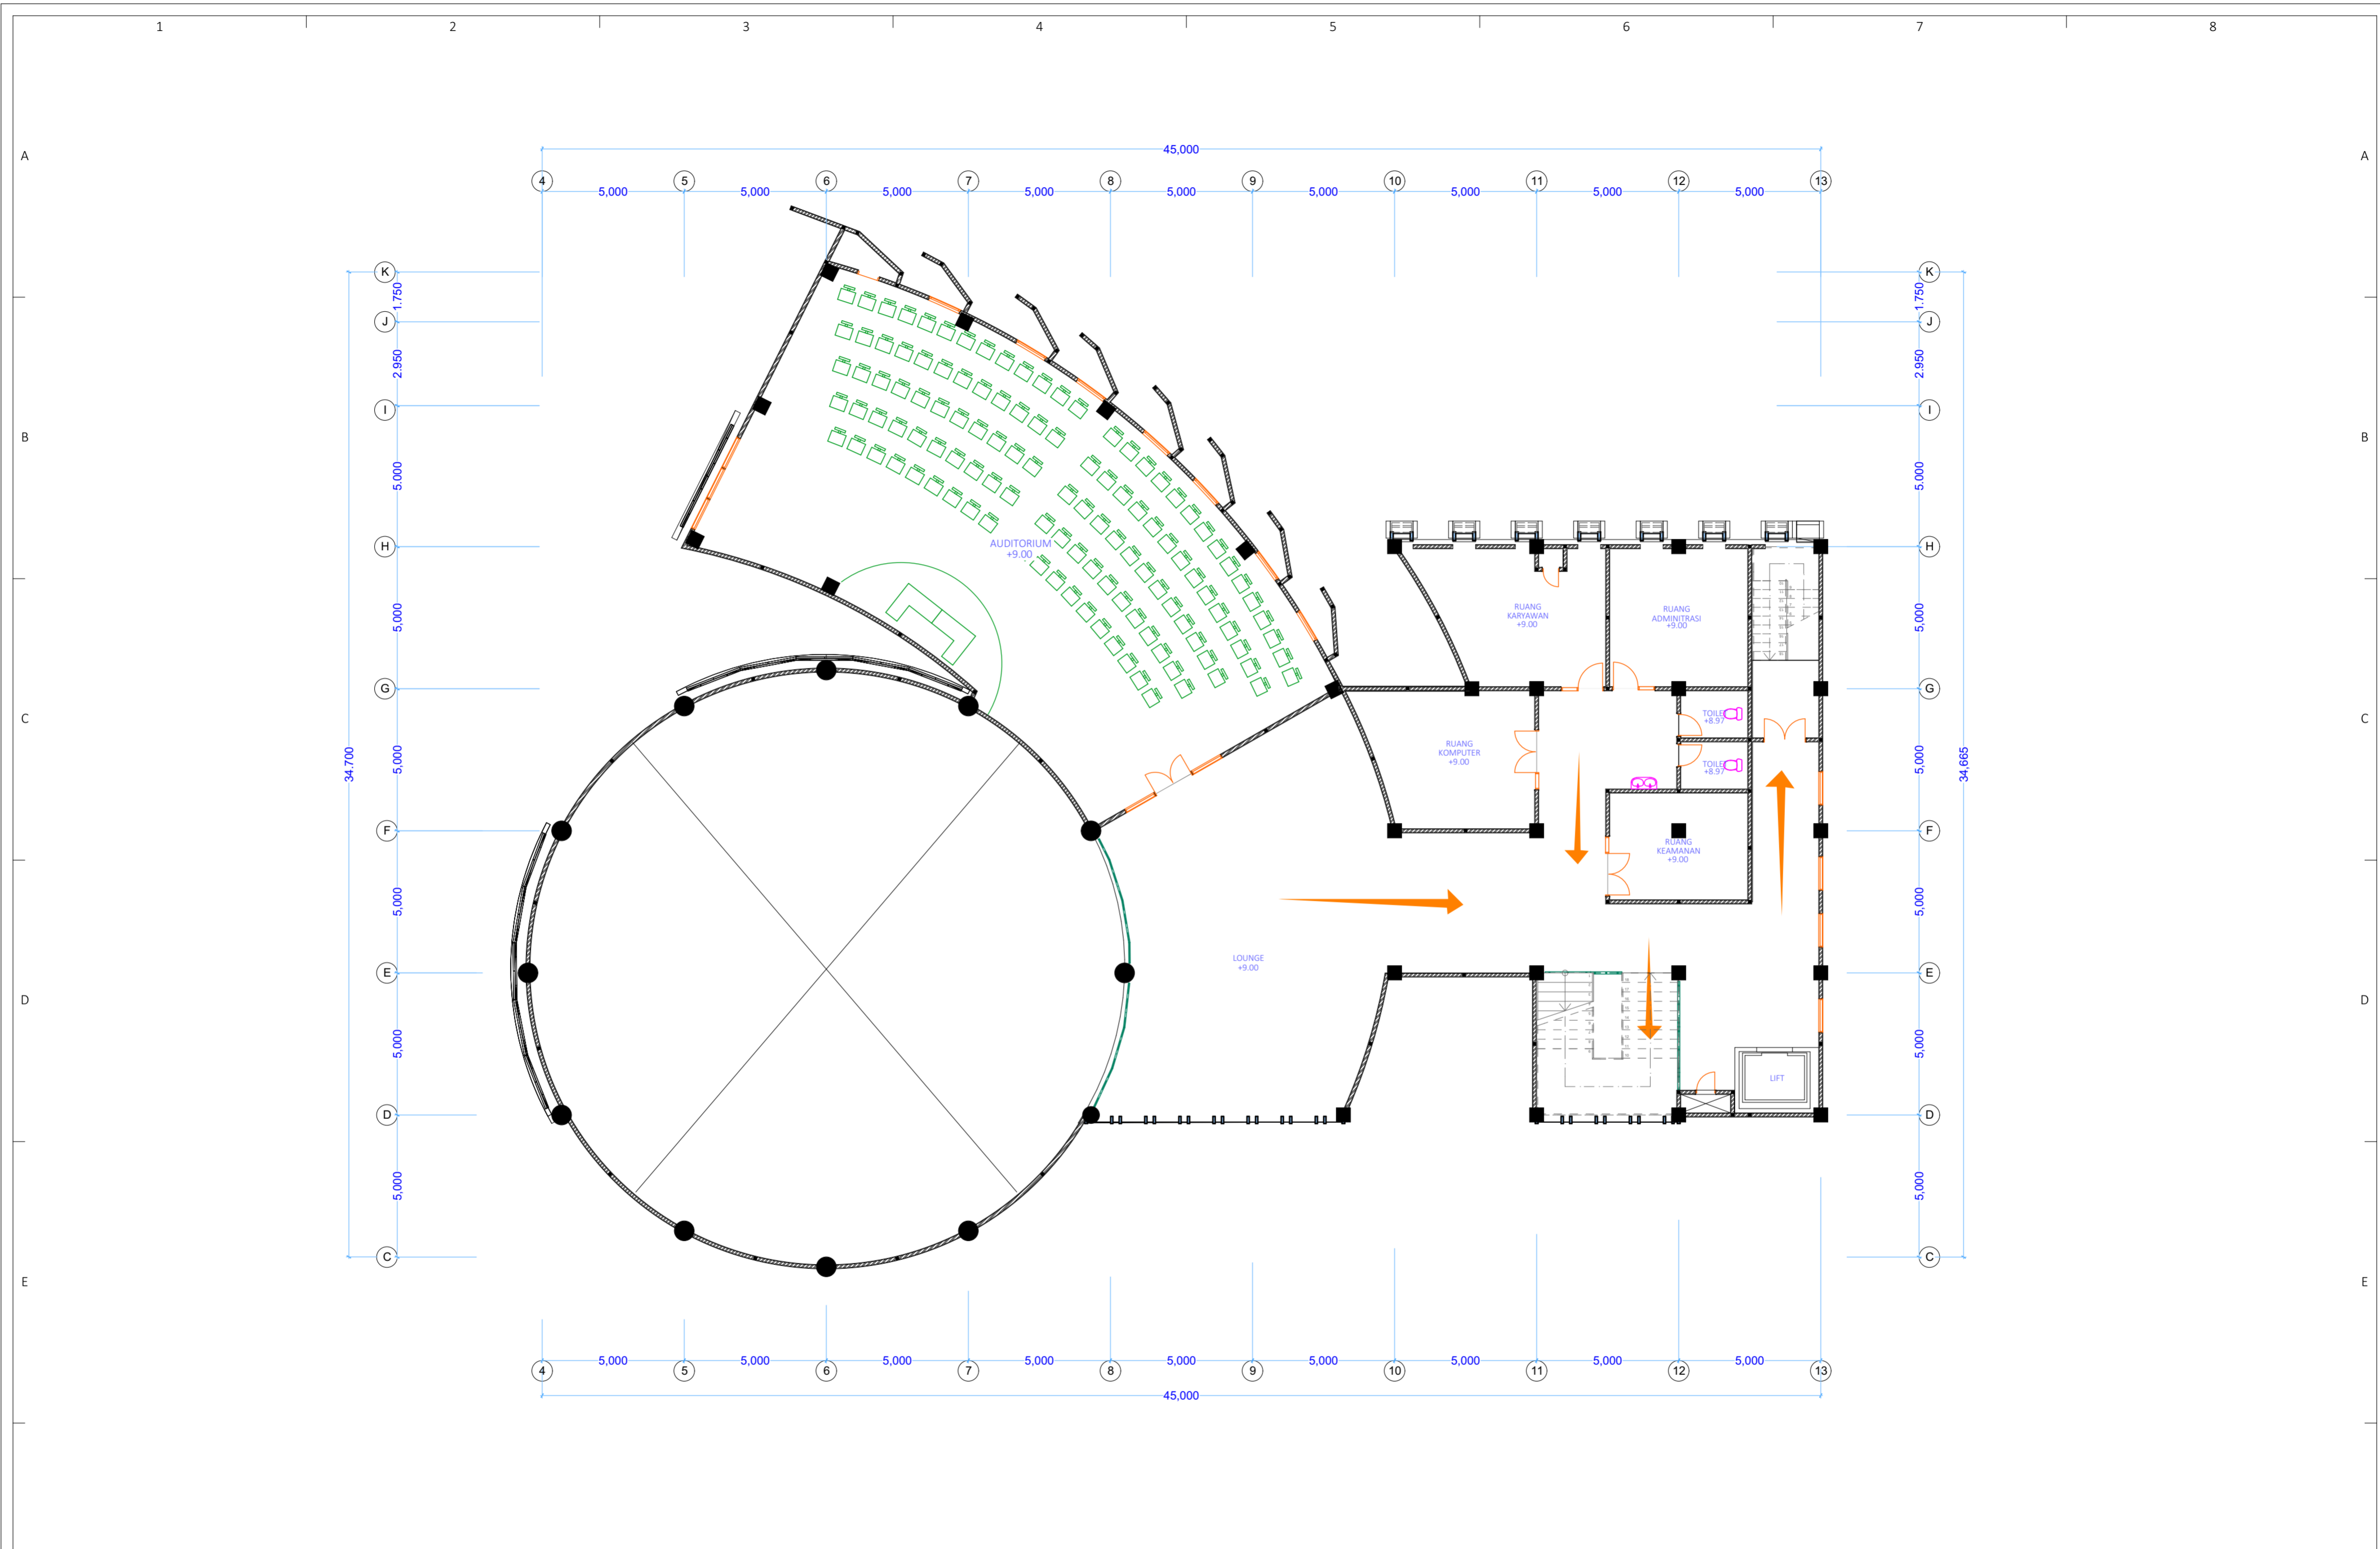 1 2 3 4 5 6 7 8
A A
45,000
4 5 6 7 8 9 10 11 12 13
5,000 5,000 5,000 5,000 5,000 5,000 5,000 5,000 5,000
K K
1.750 1.750
J J
2.950 2.950
I I
B B
5.000 5.000
H H
AUDITORIUM
+9.00
5,000 5,000
RUANG
KARYAWAN
+9.00
RUANG
ADMINITRASI
+9.00
G G
C C
TOILE
+8.97
5,000 5,000
34.700 34,665
RUANG
KOMPUTER
+9.00
TOILE
+8.97
F F
RUANG
KEAMANAN
+9.00
5,000 5,000
LOUNGE
+9.00
E E
D D
5,000 5,000
LIFT
D D
5,000 5,000
C C
E E
5,000 5,000 5,000 5,000 5,000 5,000 5,000 5,000 5,000
4 5 6 7 8 9 10 11 12 13
45,000